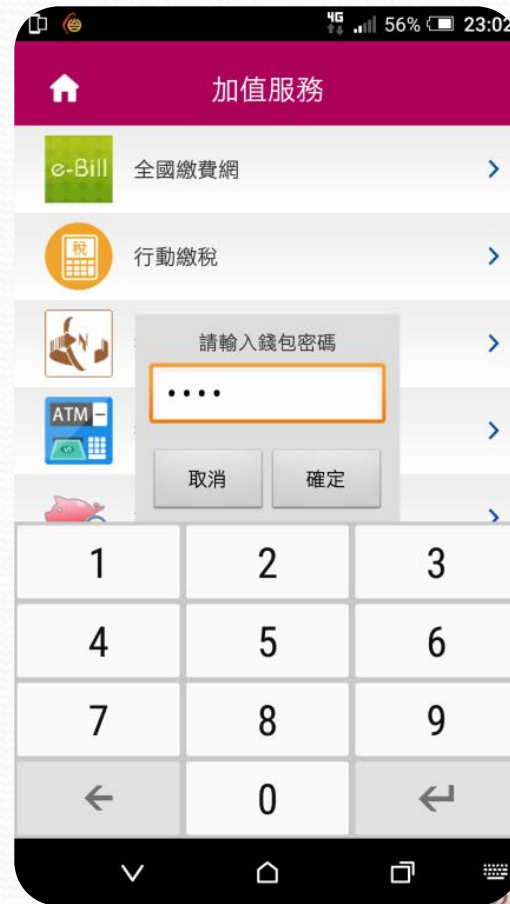 4G 56% 23:02
加值服務
e-Bill 全國繳費網
稅 行動繳稅
請輸入錢包密碼
••••
ATM
取消 確定
1 2 3
4 5 6
7 8 9
0